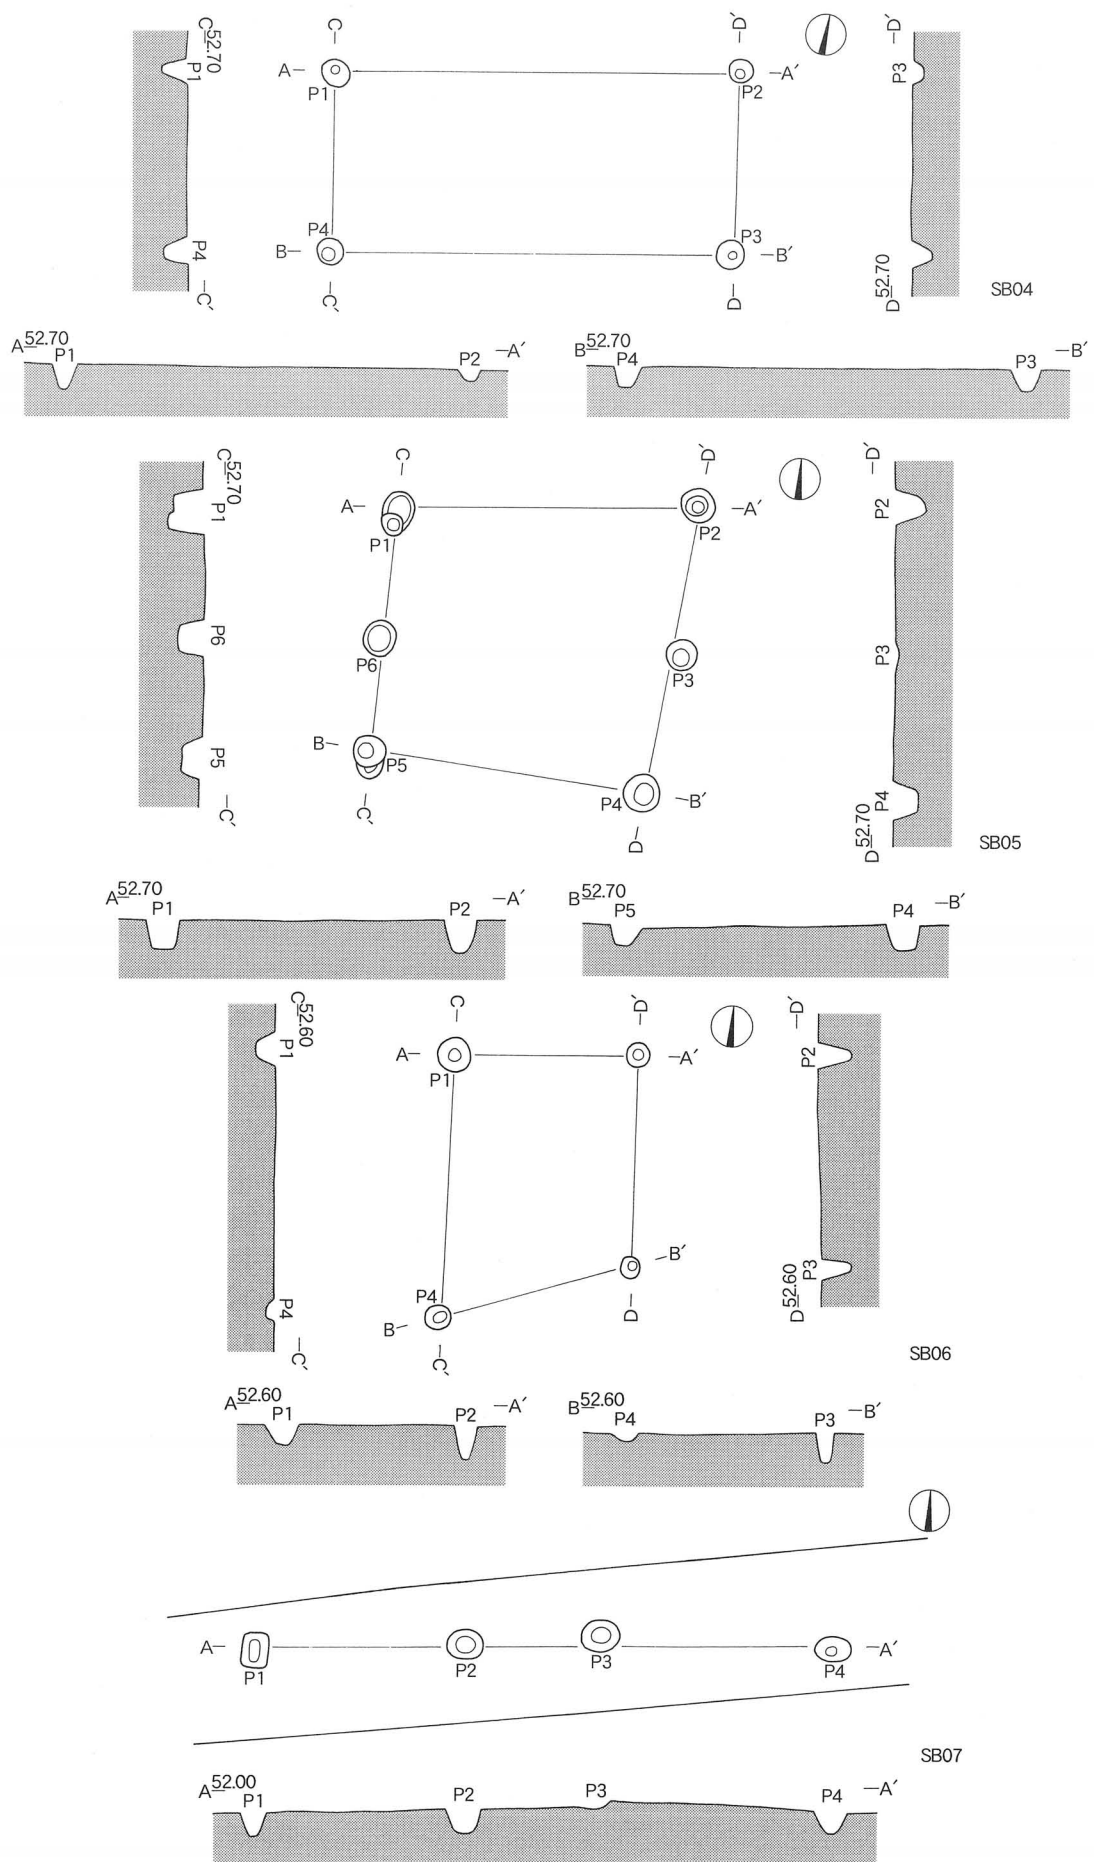 C 52.70
P1
P4
C′
C
D′
A
P1
P2
A′
P4
P3
B
B′
C′
D
D′
P3
D 52.70
SB04
A 52.70
P1
P2
A′
B 52.70
P4
P3
B′
C 52.70
P1
P6
P5
C′
C
D′
A
P1
P2
A′
P6
P3
B
P5
P4
B′
C′
D
D′
P2
P3
P4
D 52.70
SB05
A 52.70
P1
P2
A′
B 52.70
P5
P4
B′
C 52.60
P1
P4
C′
C
D′
A
P1
A′
B′
P4
B
D
C′
D′
P2
P3
D 52.60
SB06
A 52.60
P1
P2
A′
B 52.60
P4
P3
B′
A
P1
P2
P3
P4
A′
SB07
A 52.00
P1
P2
P3
P4
A′